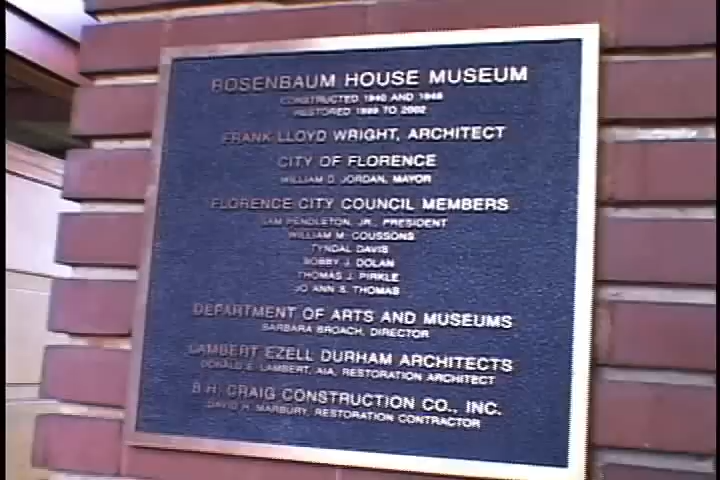 ROSENBAUM HOUSE MUSEUM
CONSTRUCTED 1940 AND 1948
RESTORED 1999 TO 2002
FRANK LLOYD WRIGHT, ARCHITECT
CITY OF FLORENCE
WILLIAM D. JORDAN, MAYOR
FLORENCE CITY COUNCIL MEMBERS
SAM PENDLETON, JR., PRESIDENT
WILLIAM M. COUSSONS
TYNDAL DAVIS
BOBBY J. DOLAN
THOMAS J. PIRKLE
JO ANN S. THOMAS
DEPARTMENT OF ARTS AND MUSEUMS
BARBARA BROACH, DIRECTOR
LAMBERT EZELL DURHAM ARCHITECTS
DONALD E. LAMBERT, AIA, RESTORATION ARCHITECT
B.H. CRAIG CONSTRUCTION CO., INC.
DAVID H. MARBURY, RESTORATION CONTRACTOR